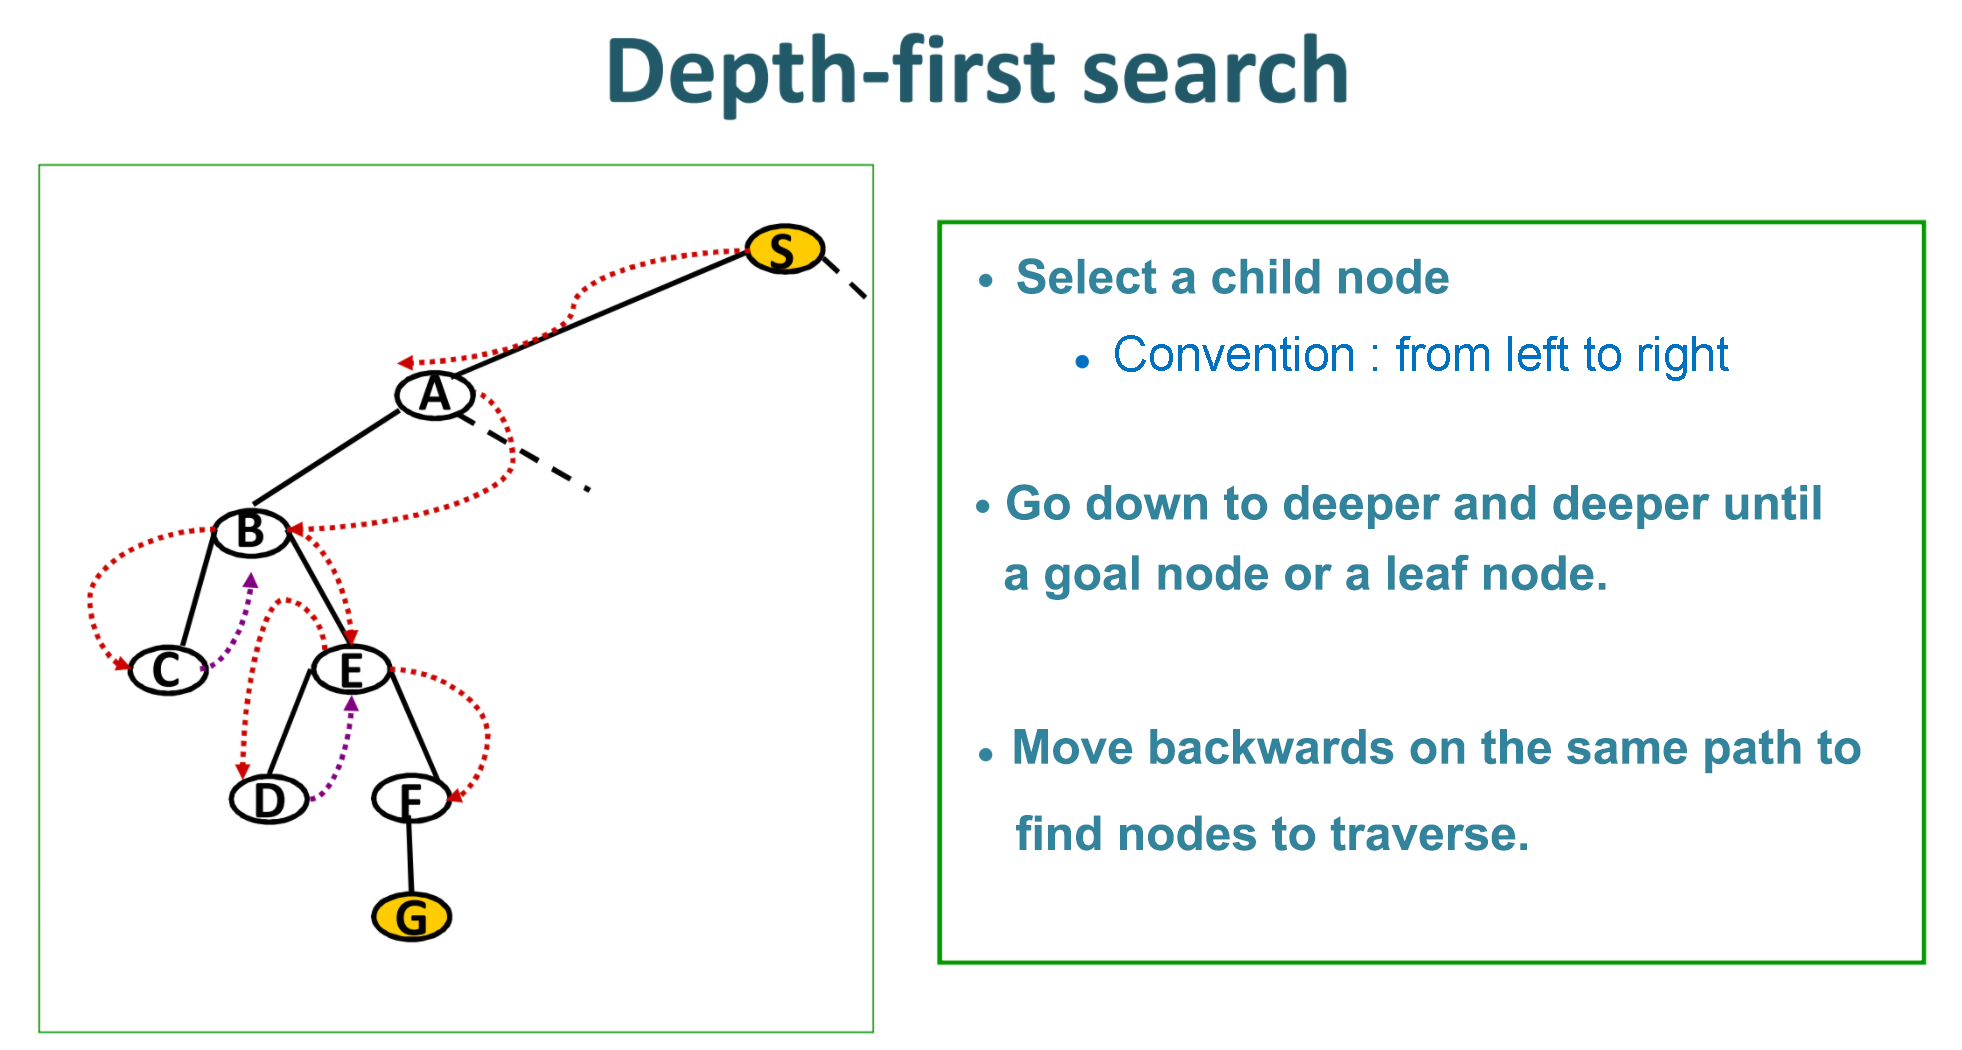 Depth-first search
S
A
B
C
E
D
F
G
• Select a child node
• Convention : from left to right
• Go down to deeper and deeper until
a goal node or a leaf node.
• Move backwards on the same path to
find nodes to traverse.